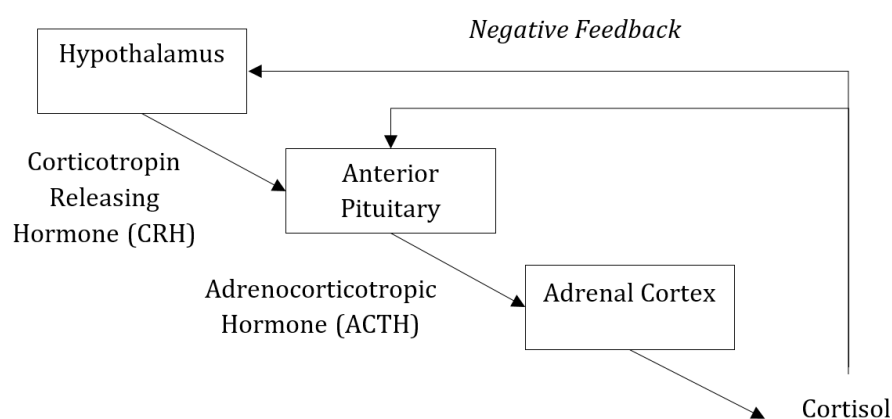 Negative Feedback
Hypothalamus
Corticotropin
Releasing
Hormone (CRH)
Anterior
Pituitary
Adrenocorticotropic
Hormone (ACTH)
Adrenal Cortex
Cortisol